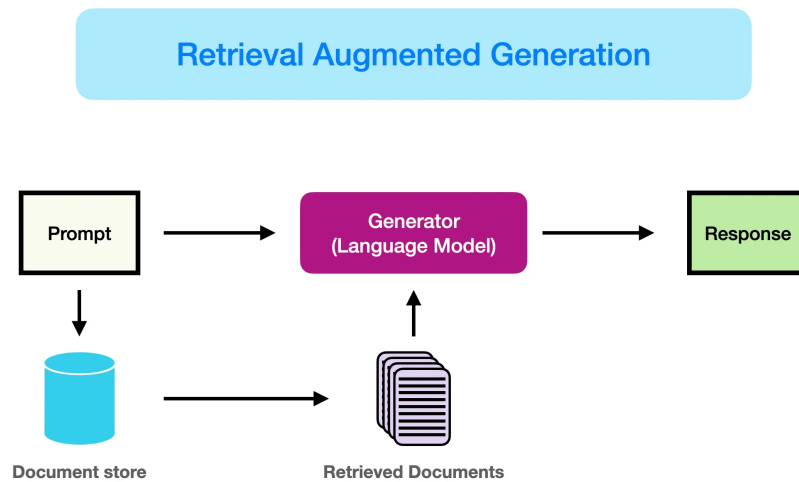 Retrieval Augmented Generation
Prompt
Generator
(Language Model)
Response
Document store
Retrieved Documents